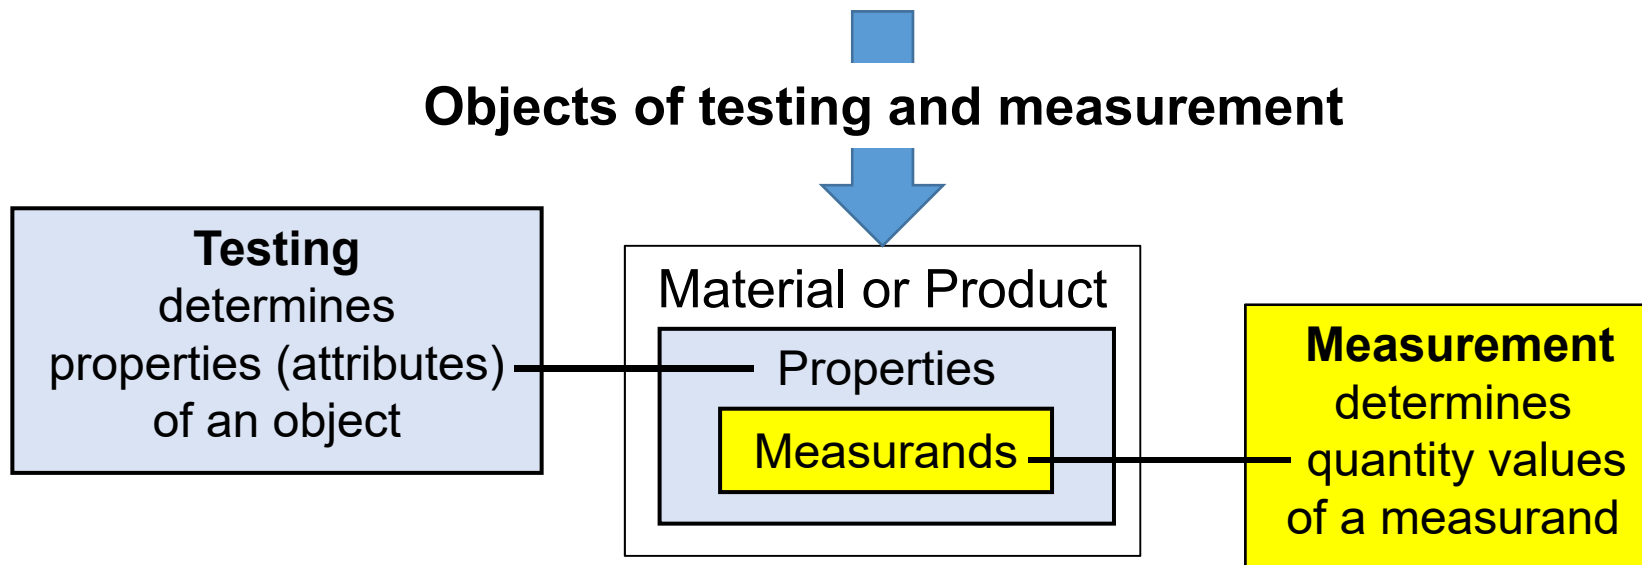 Objects of testing and measurement
Testing
determines
properties (attributes)
of an object
Material or Product
Properties
Measurands
Measurement
determines
quantity values
of a measurand